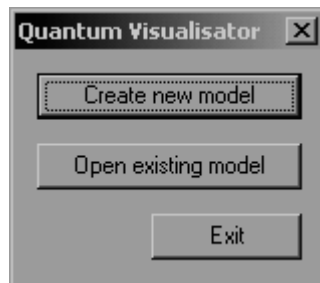 Quantum Visualisator
Create new model
Open existing model
Exit